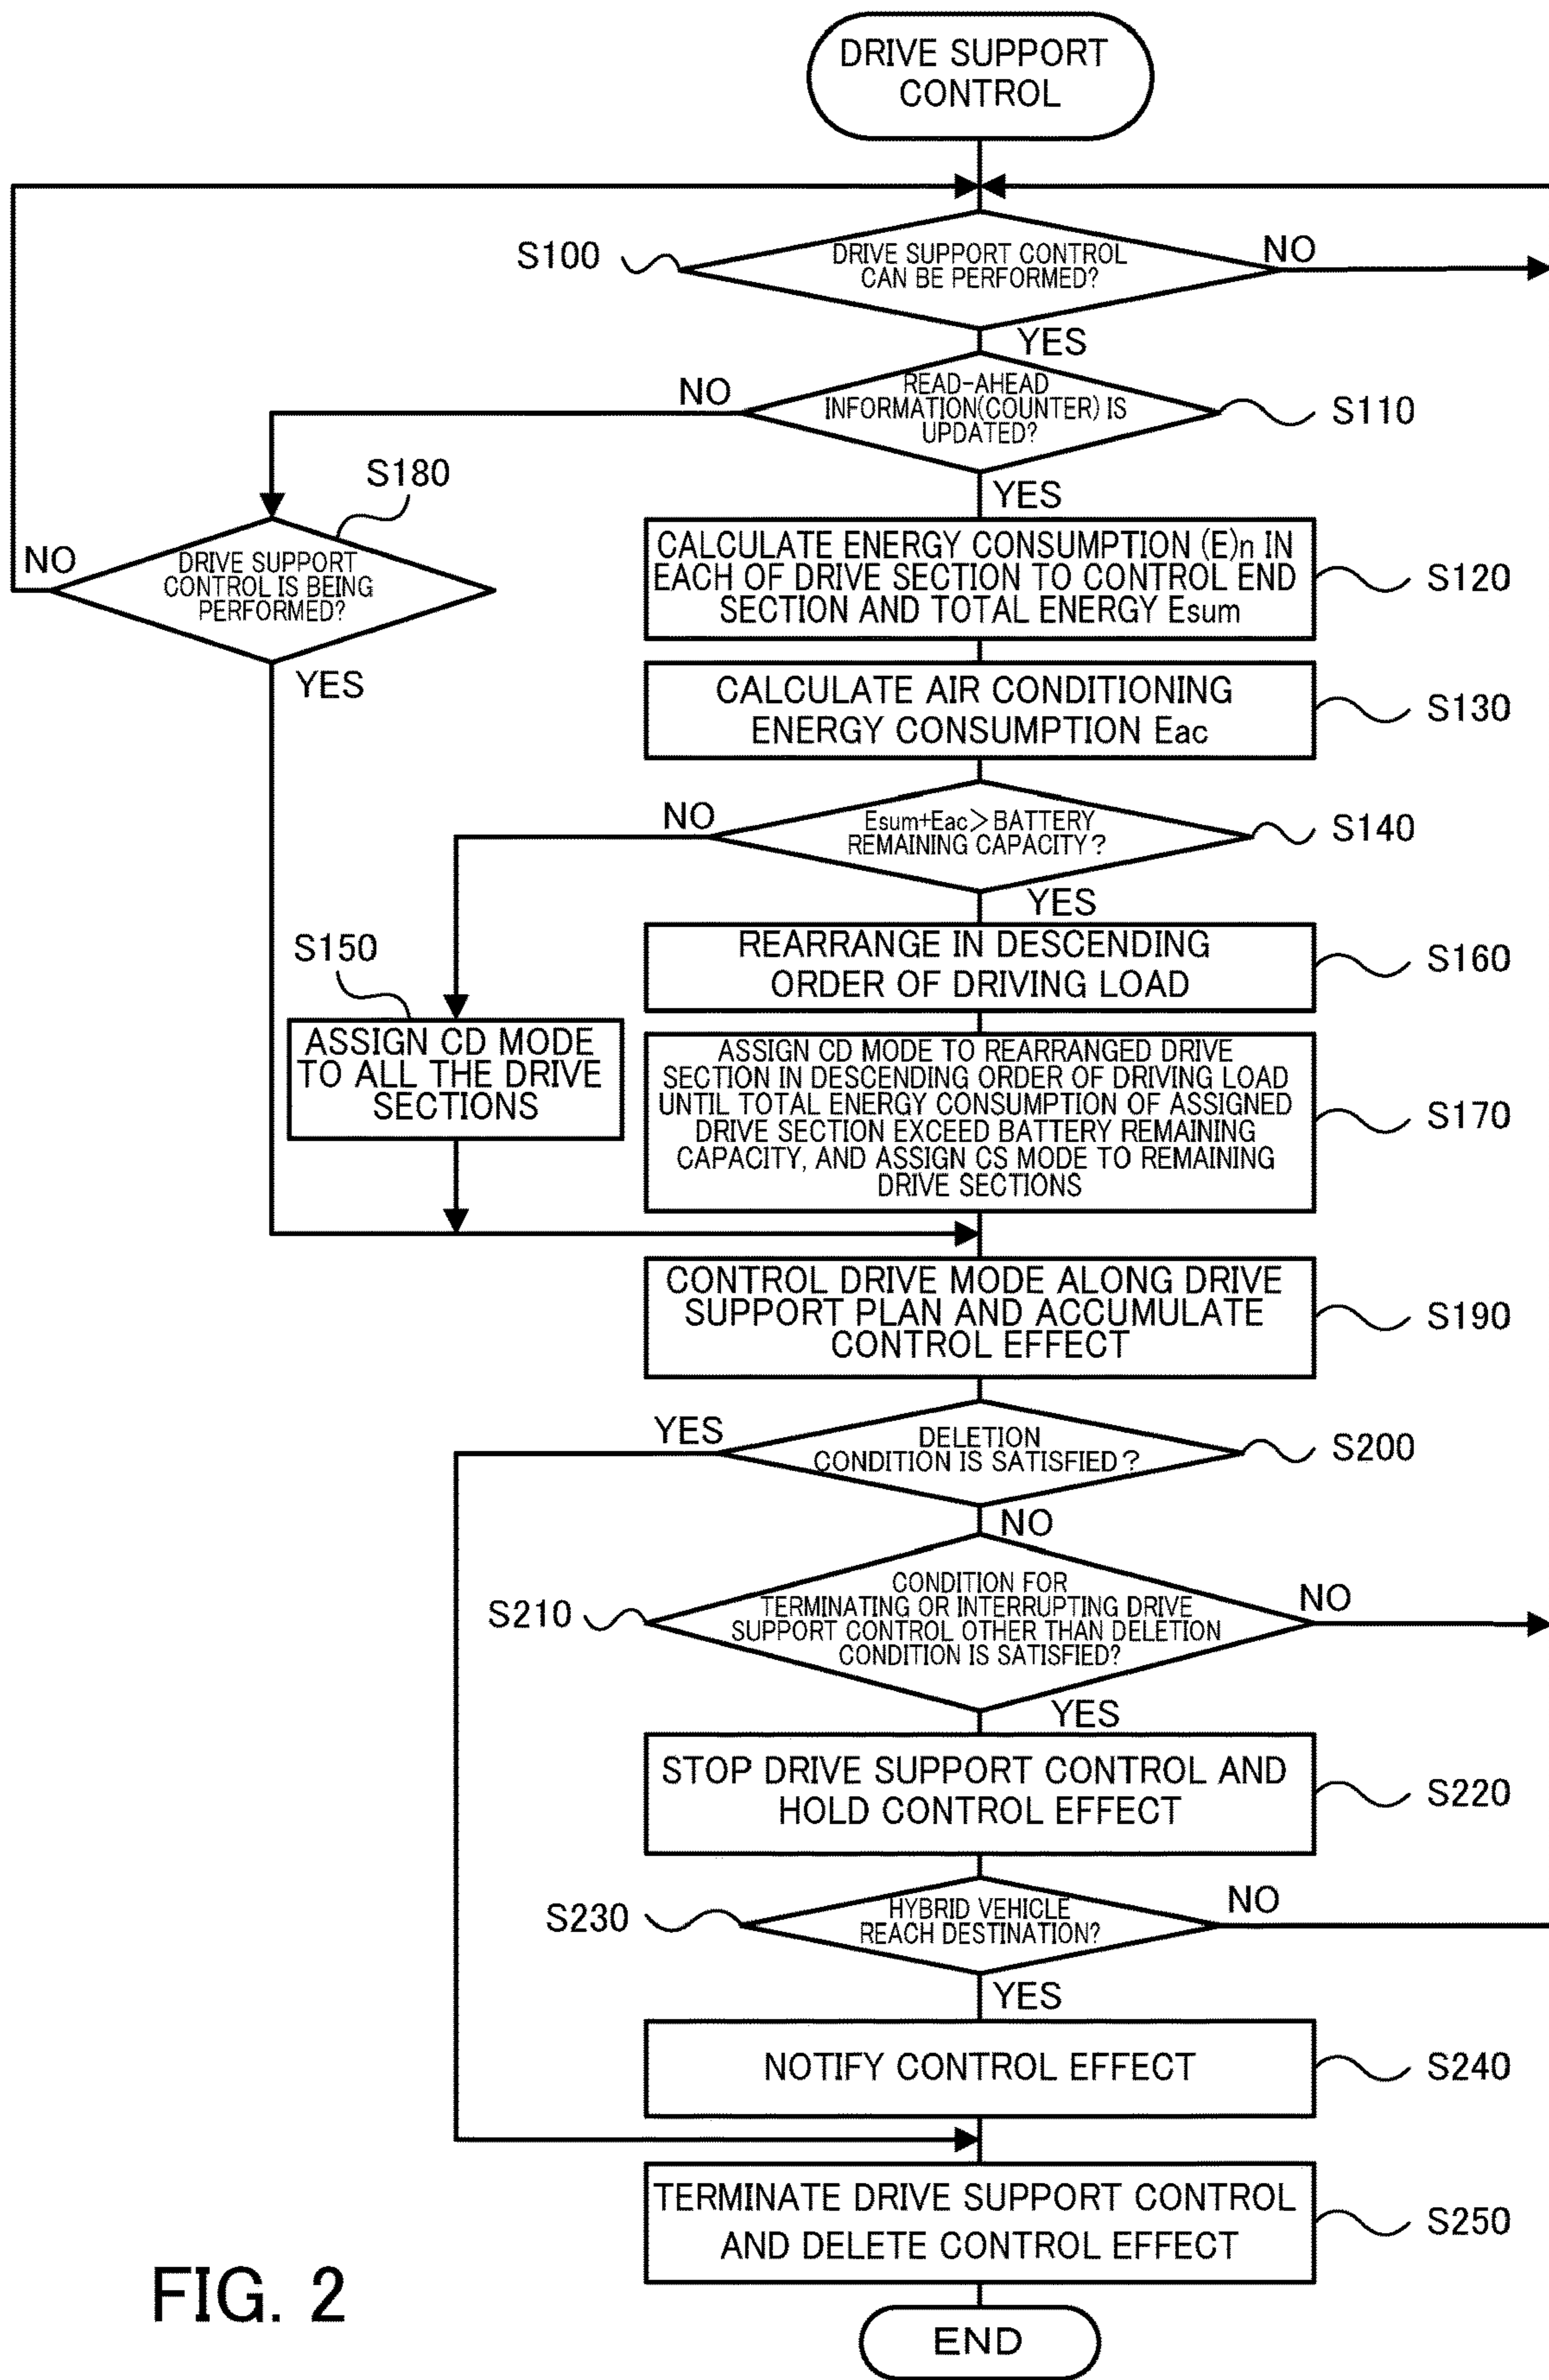 DRIVE SUPPORT
CONTROL
S100
DRIVE SUPPORT CONTROL
CAN BE PERFORMED?
NO
YES
NO
READ-AHEAD
INFORMATION(COUNTER) IS
UPDATED?
S110
S180
YES
NO
DRIVE SUPPORT
CONTROL IS BEING
PERFORMED?
YES
CALCULATE ENERGY CONSUMPTION (E)n IN
EACH OF DRIVE SECTION TO CONTROL END
SECTION AND TOTAL ENERGY Esum
S120
CALCULATE AIR CONDITIONING
ENERGY CONSUMPTION Eac
S130
NO
Esum+Eac>BATTERY
REMAINING CAPACITY?
S140
YES
S150
ASSIGN CD MODE
TO ALL THE DRIVE
SECTIONS
REARRANGE IN DESCENDING
ORDER OF DRIVING LOAD
S160
ASSIGN CD MODE TO REARRANGED DRIVE
SECTION IN DESCENDING ORDER OF DRIVING LOAD
UNTIL TOTAL ENERGY CONSUMPTION OF ASSIGNED
DRIVE SECTION EXCEED BATTERY REMAINING
CAPACITY, AND ASSIGN CS MODE TO REMAINING
DRIVE SECTIONS
S170
CONTROL DRIVE MODE ALONG DRIVE
SUPPORT PLAN AND ACCUMULATE
CONTROL EFFECT
S190
YES
DELETION
CONDITION IS SATISFIED?
S200
NO
S210
CONDITION FOR
TERMINATING OR INTERRUPTING DRIVE
SUPPORT CONTROL OTHER THAN DELETION
CONDITION IS SATISFIED?
NO
YES
STOP DRIVE SUPPORT CONTROL AND
HOLD CONTROL EFFECT
S220
S230
HYBRID VEHICLE
REACH DESTINATION?
NO
YES
NOTIFY CONTROL EFFECT
S240
TERMINATE DRIVE SUPPORT CONTROL
AND DELETE CONTROL EFFECT
S250
END
FIG. 2